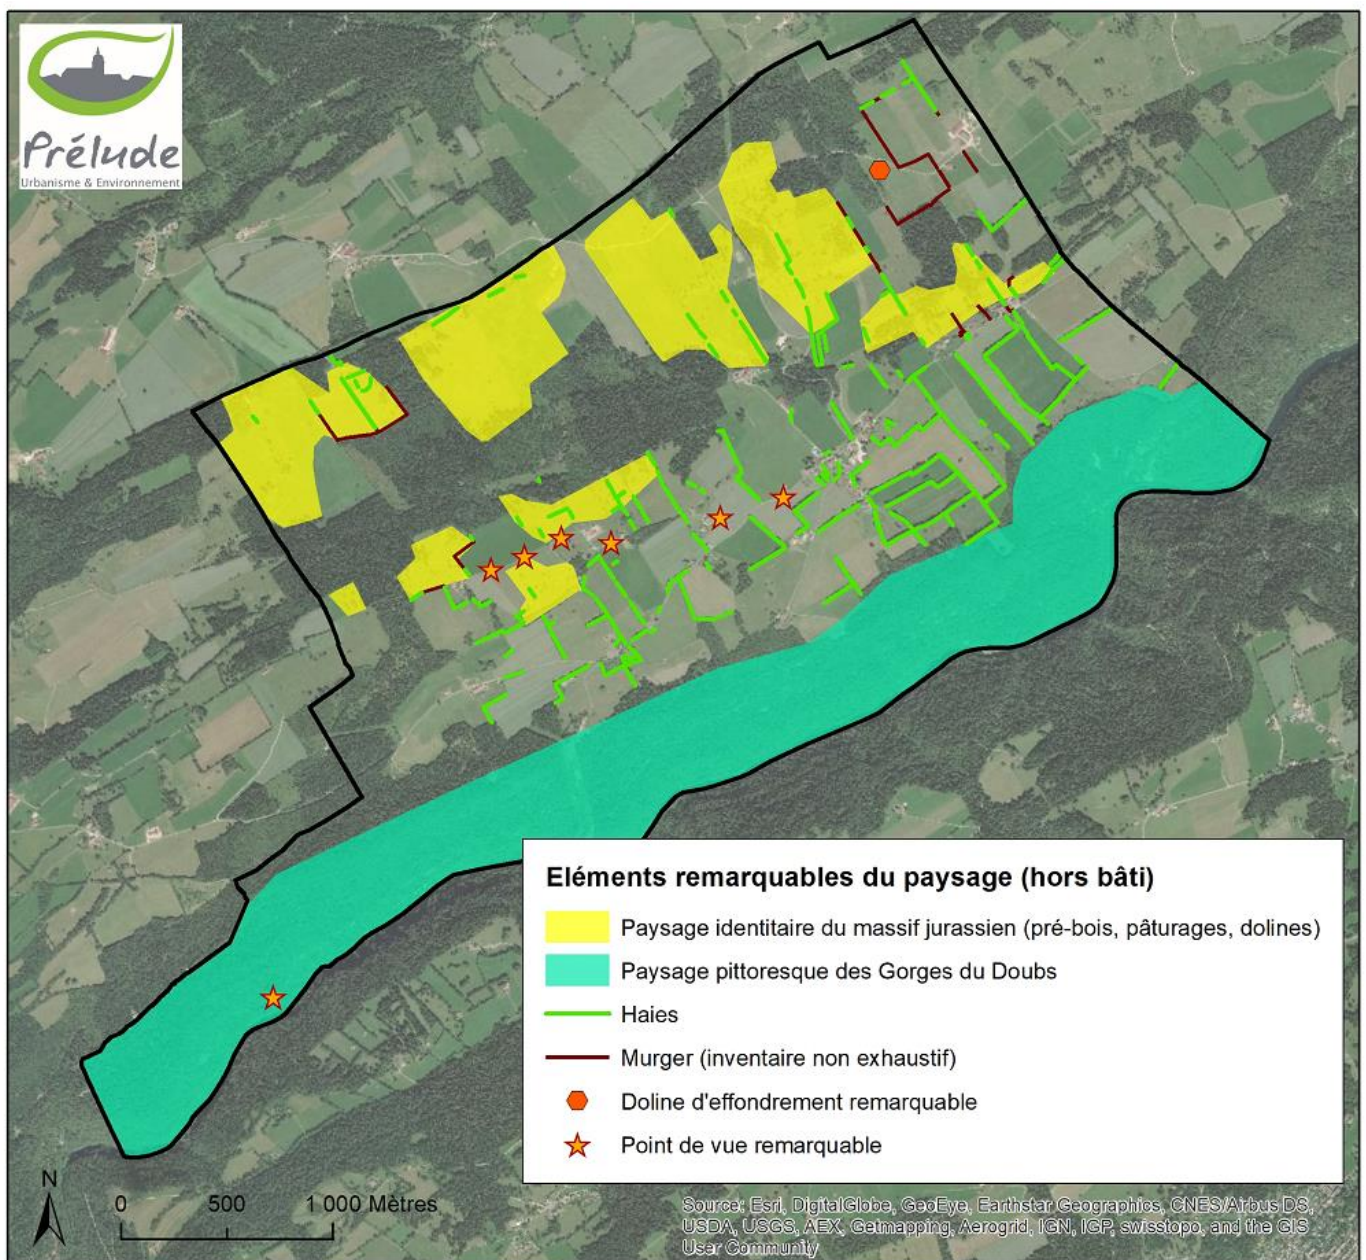 Prélude
Urbanisme & Environnement
Eléments remarquables du paysage (hors bâti)
Paysage identitaire du massif jurassien (pré-bois, pâturages, dolines)
Paysage pittoresque des Gorges du Doubs
Haies
Murger (inventaire non exhaustif)
Doline d'effondrement remarquable
Point de vue remarquable
N
0 500 1 000 Mètres
Source: Esri, DigitalGlobe, GeoEye, Earthstar Geographics, CNES/Airbus DS,
USDA, USGS, AEX, Getmapping, Aerogrid, IGN, IGP, swisstopo, and the GIS
User Community